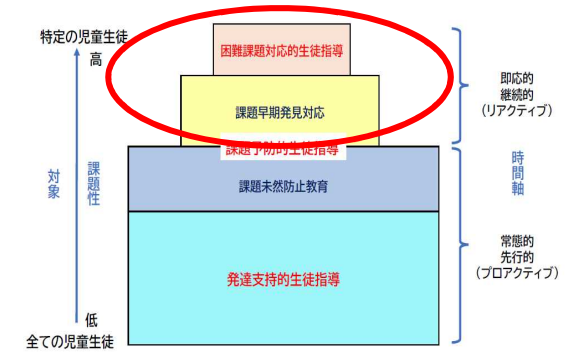 特定の児童生徒
高
困難課題対応的生徒指導
課題早期発見対応
課題予防的生徒指導
課題未然防止教育
発達支持的生徒指導
対象
課題性
低
全ての児童生徒
即応的
継続的
(リアクティブ)
時間軸
常態的
先行的
(プロアクティブ)